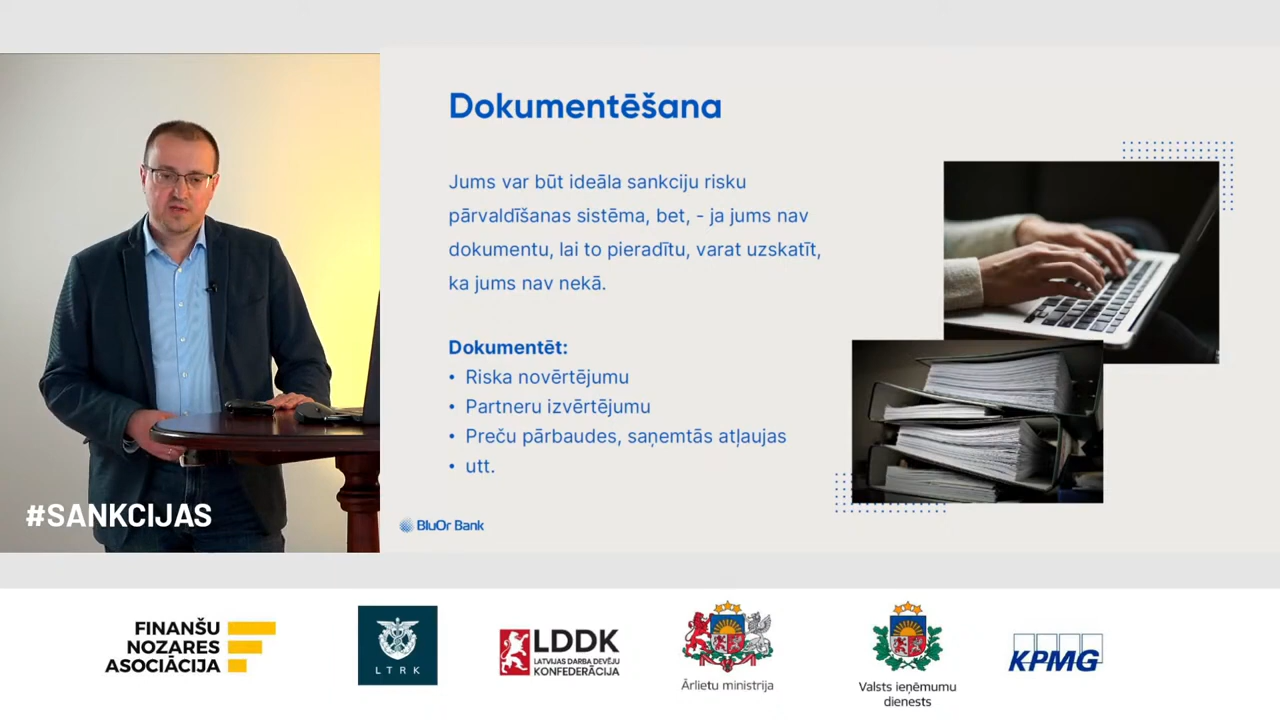 Dokumentēšana
Jums var būt ideāla sankciju risku
pārvaldīšanas sistēma, bet, - ja jums nav
dokumentu, lai to pieradītu, varat uzskatīt,
ka jums nav nekā.
Dokumentēt:
• Riska novērtējumu
• Partneru izvērtējumu
• Preču pārbaudes, saņemtās atļaujas
• utt.
#SANKCIJAS
BluOr Bank
FINANŠU
NOZARES
ASOCIĀCIJA
LTRK
LDDK
LATVIJAS DARBA DEVĒJU
KONFEDERĀCIJA
Ārlietu ministrija
Valsts ieņēmumu
dienests
KPMG